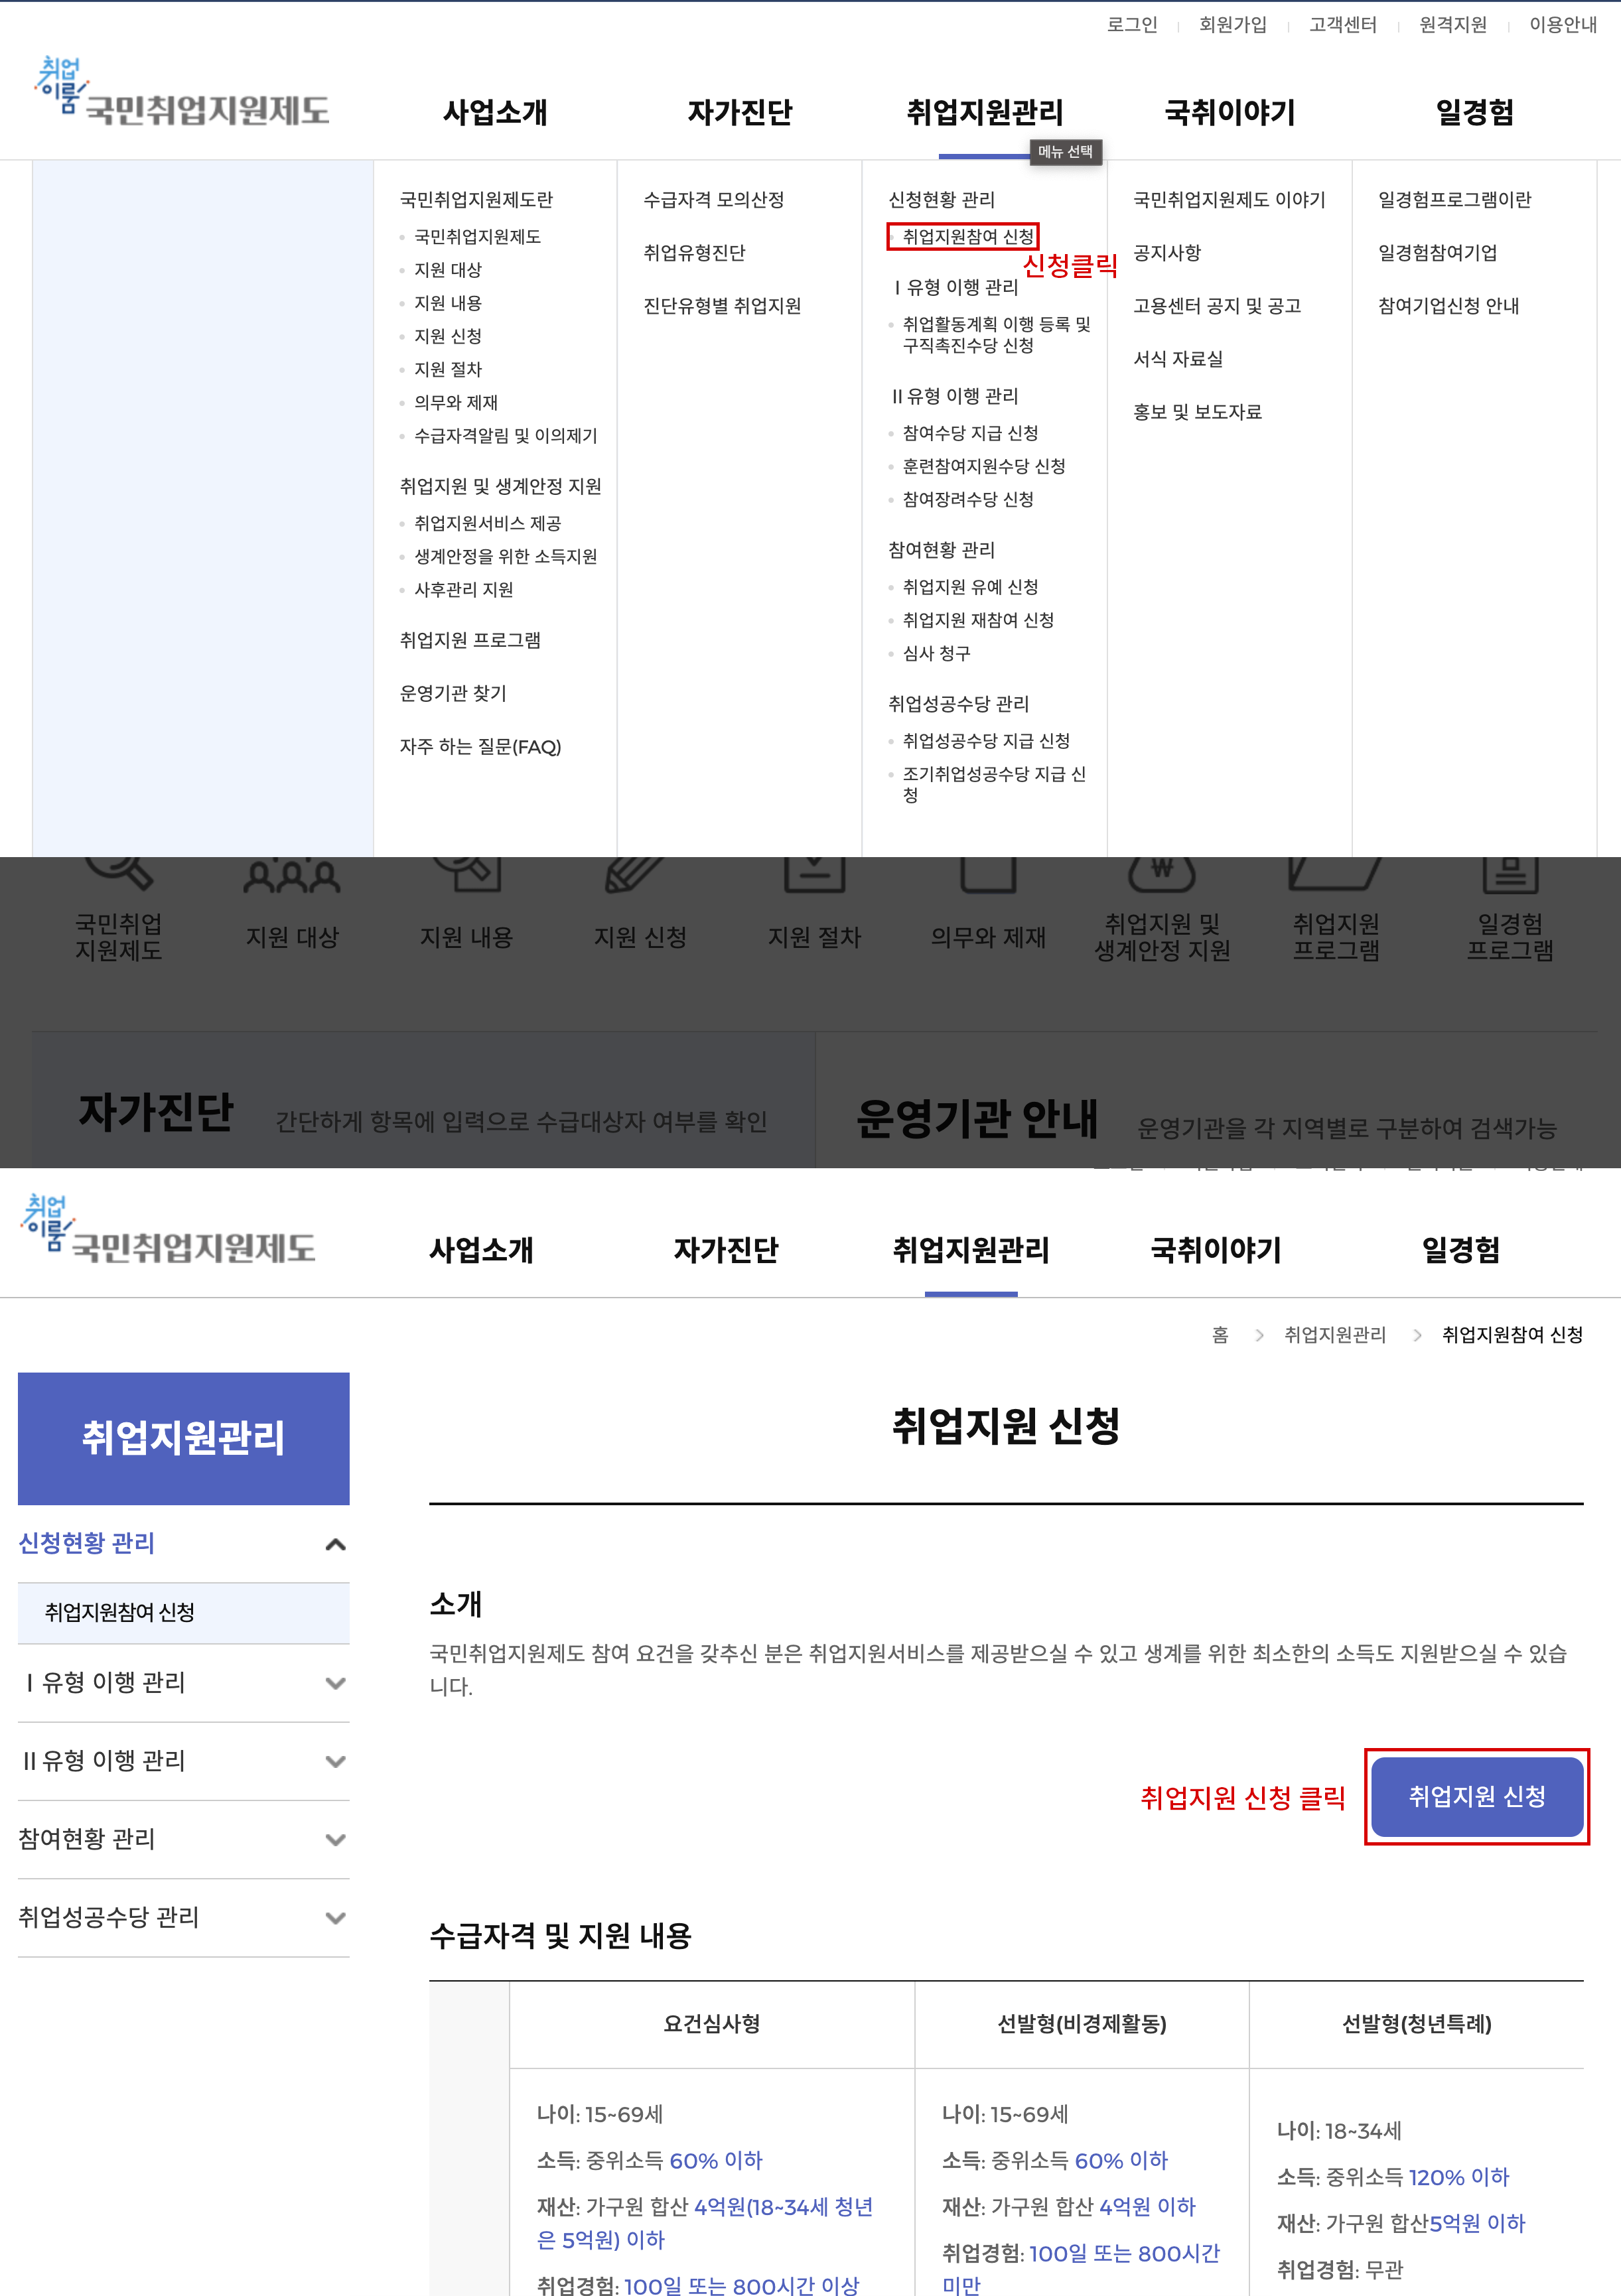 로그인
회원가입
고객센터
원격지원
이용안내
취업
이룸
국민취업지원제도
사업소개
자가진단
취업지원관리
국취이야기
일경험
메뉴 선택
국민취업지원제도란
국민취업지원제도
지원 대상
지원 내용
지원 신청
지원 절차
의무와 제재
수급자격알림 및 이의제기
취업지원 및 생계안정 지원
취업지원서비스 제공
생계안정을 위한 소득지원
사후관리 지원
취업지원 프로그램
운영기관 찾기
자주 하는 질문(FAQ)
수급자격 모의산정
취업유형진단
진단유형별 취업지원
신청현황 관리
취업지원참여 신청
신청클릭
Ⅰ유형 이행 관리
취업활동계획 이행 등록 및
구직촉진수당 신청
Ⅱ유형 이행 관리
참여수당 지급 신청
훈련참여지원수당 신청
참여장려수당 신청
참여현황 관리
취업지원 유예 신청
취업지원 재참여 신청
심사 청구
취업성공수당 관리
취업성공수당 지급 신청
조기취업성공수당 지급 신
청
국민취업지원제도 이야기
공지사항
고용센터 공지 및 공고
서식 자료실
홍보 및 보도자료
일경험프로그램이란
일경험참여기업
참여기업신청 안내
국민취업
지원제도
지원 대상
지원 내용
지원 신청
지원 절차
의무와 제재
취업지원 및
생계안정 지원
취업지원
프로그램
일경험
프로그램
자가진단
간단하게 항목에 입력으로 수급대상자 여부를 확인
운영기관 안내
운영기관을 각 지역별로 구분하여 검색가능
취업
이룸
국민취업지원제도
사업소개
자가진단
취업지원관리
국취이야기
일경험
홈 > 취업지원관리 > 취업지원참여 신청
취업지원관리
신청현황 관리
취업지원참여 신청
Ⅰ유형 이행 관리
Ⅱ유형 이행 관리
참여현황 관리
취업성공수당 관리
취업지원 신청
소개
국민취업지원제도 참여 요건을 갖추신 분은 취업지원서비스를 제공받으실 수 있고 생계를 위한 최소한의 소득도 지원받으실 수 있습
니다.
취업지원 신청 클릭
취업지원 신청
수급자격 및 지원 내용
요건심사형
선발형(비경제활동)
선발형(청년특례)
나이: 15~69세
소득: 중위소득 60% 이하
재산: 가구원 합산 4억원(18~34세 청년
은 5억원) 이하
취업경험: 100일 또는 800시간 이상
나이: 15~69세
소득: 중위소득 60% 이하
재산: 가구원 합산 4억원 이하
취업경험: 100일 또는 800시간
미만
나이: 18~34세
소득: 중위소득 120% 이하
재산: 가구원 합산5억원 이하
취업경험: 무관